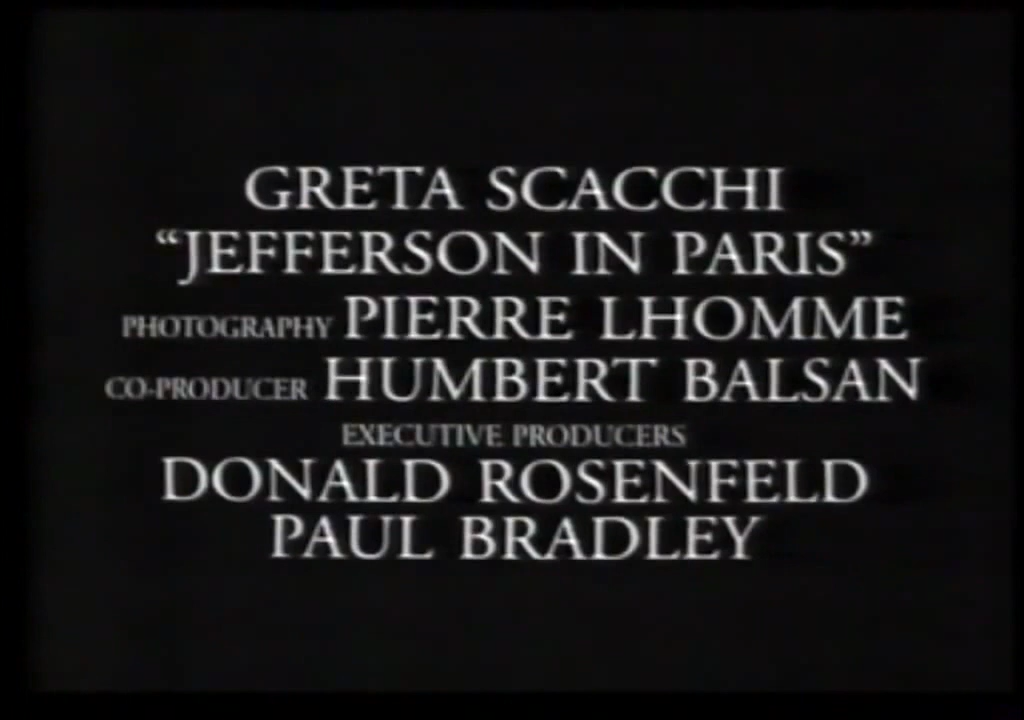 GRETA SCACCHI
“JEFFERSON IN PARIS”
PHOTOGRAPHY PIERRE LHOMME
CO-PRODUCER HUMBERT BALSAN
EXECUTIVE PRODUCERS
DONALD ROSENFELD
PAUL BRADLEY